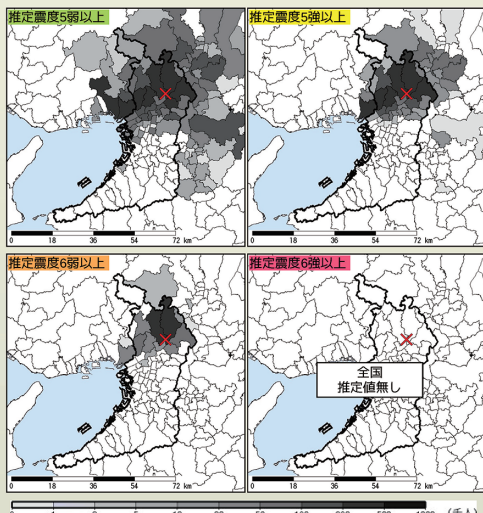 推定震度5弱以上
推定震度5強以上
0 18 36 54 72 km
0 18 36 54 72 km
推定震度6弱以上
推定震度6強以上
全国
推定値無し
0 18 36 54 72 km
0 18 36 54 72 km
(千人)